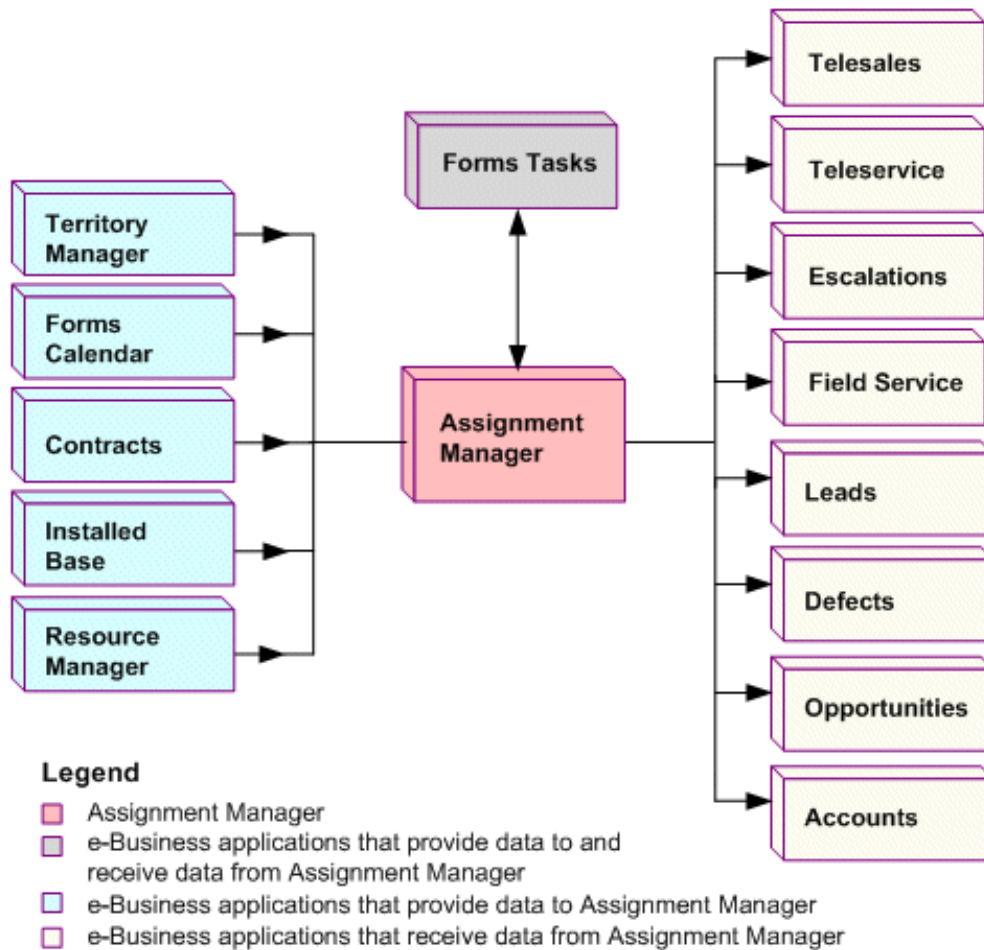 Telesales
Forms Tasks
Teleservice
Territory
Manager
Escalations
Forms
Calendar
Field Service
Assignment
Manager
Contracts
Leads
Installed
Base
Defects
Resource
Manager
Opportunities
Accounts
Legend
Assignment Manager
e-Business applications that provide data to and
receive data from Assignment Manager
e-Business applications that provide data to Assignment Manager
e-Business applications that receive data from Assignment Manager